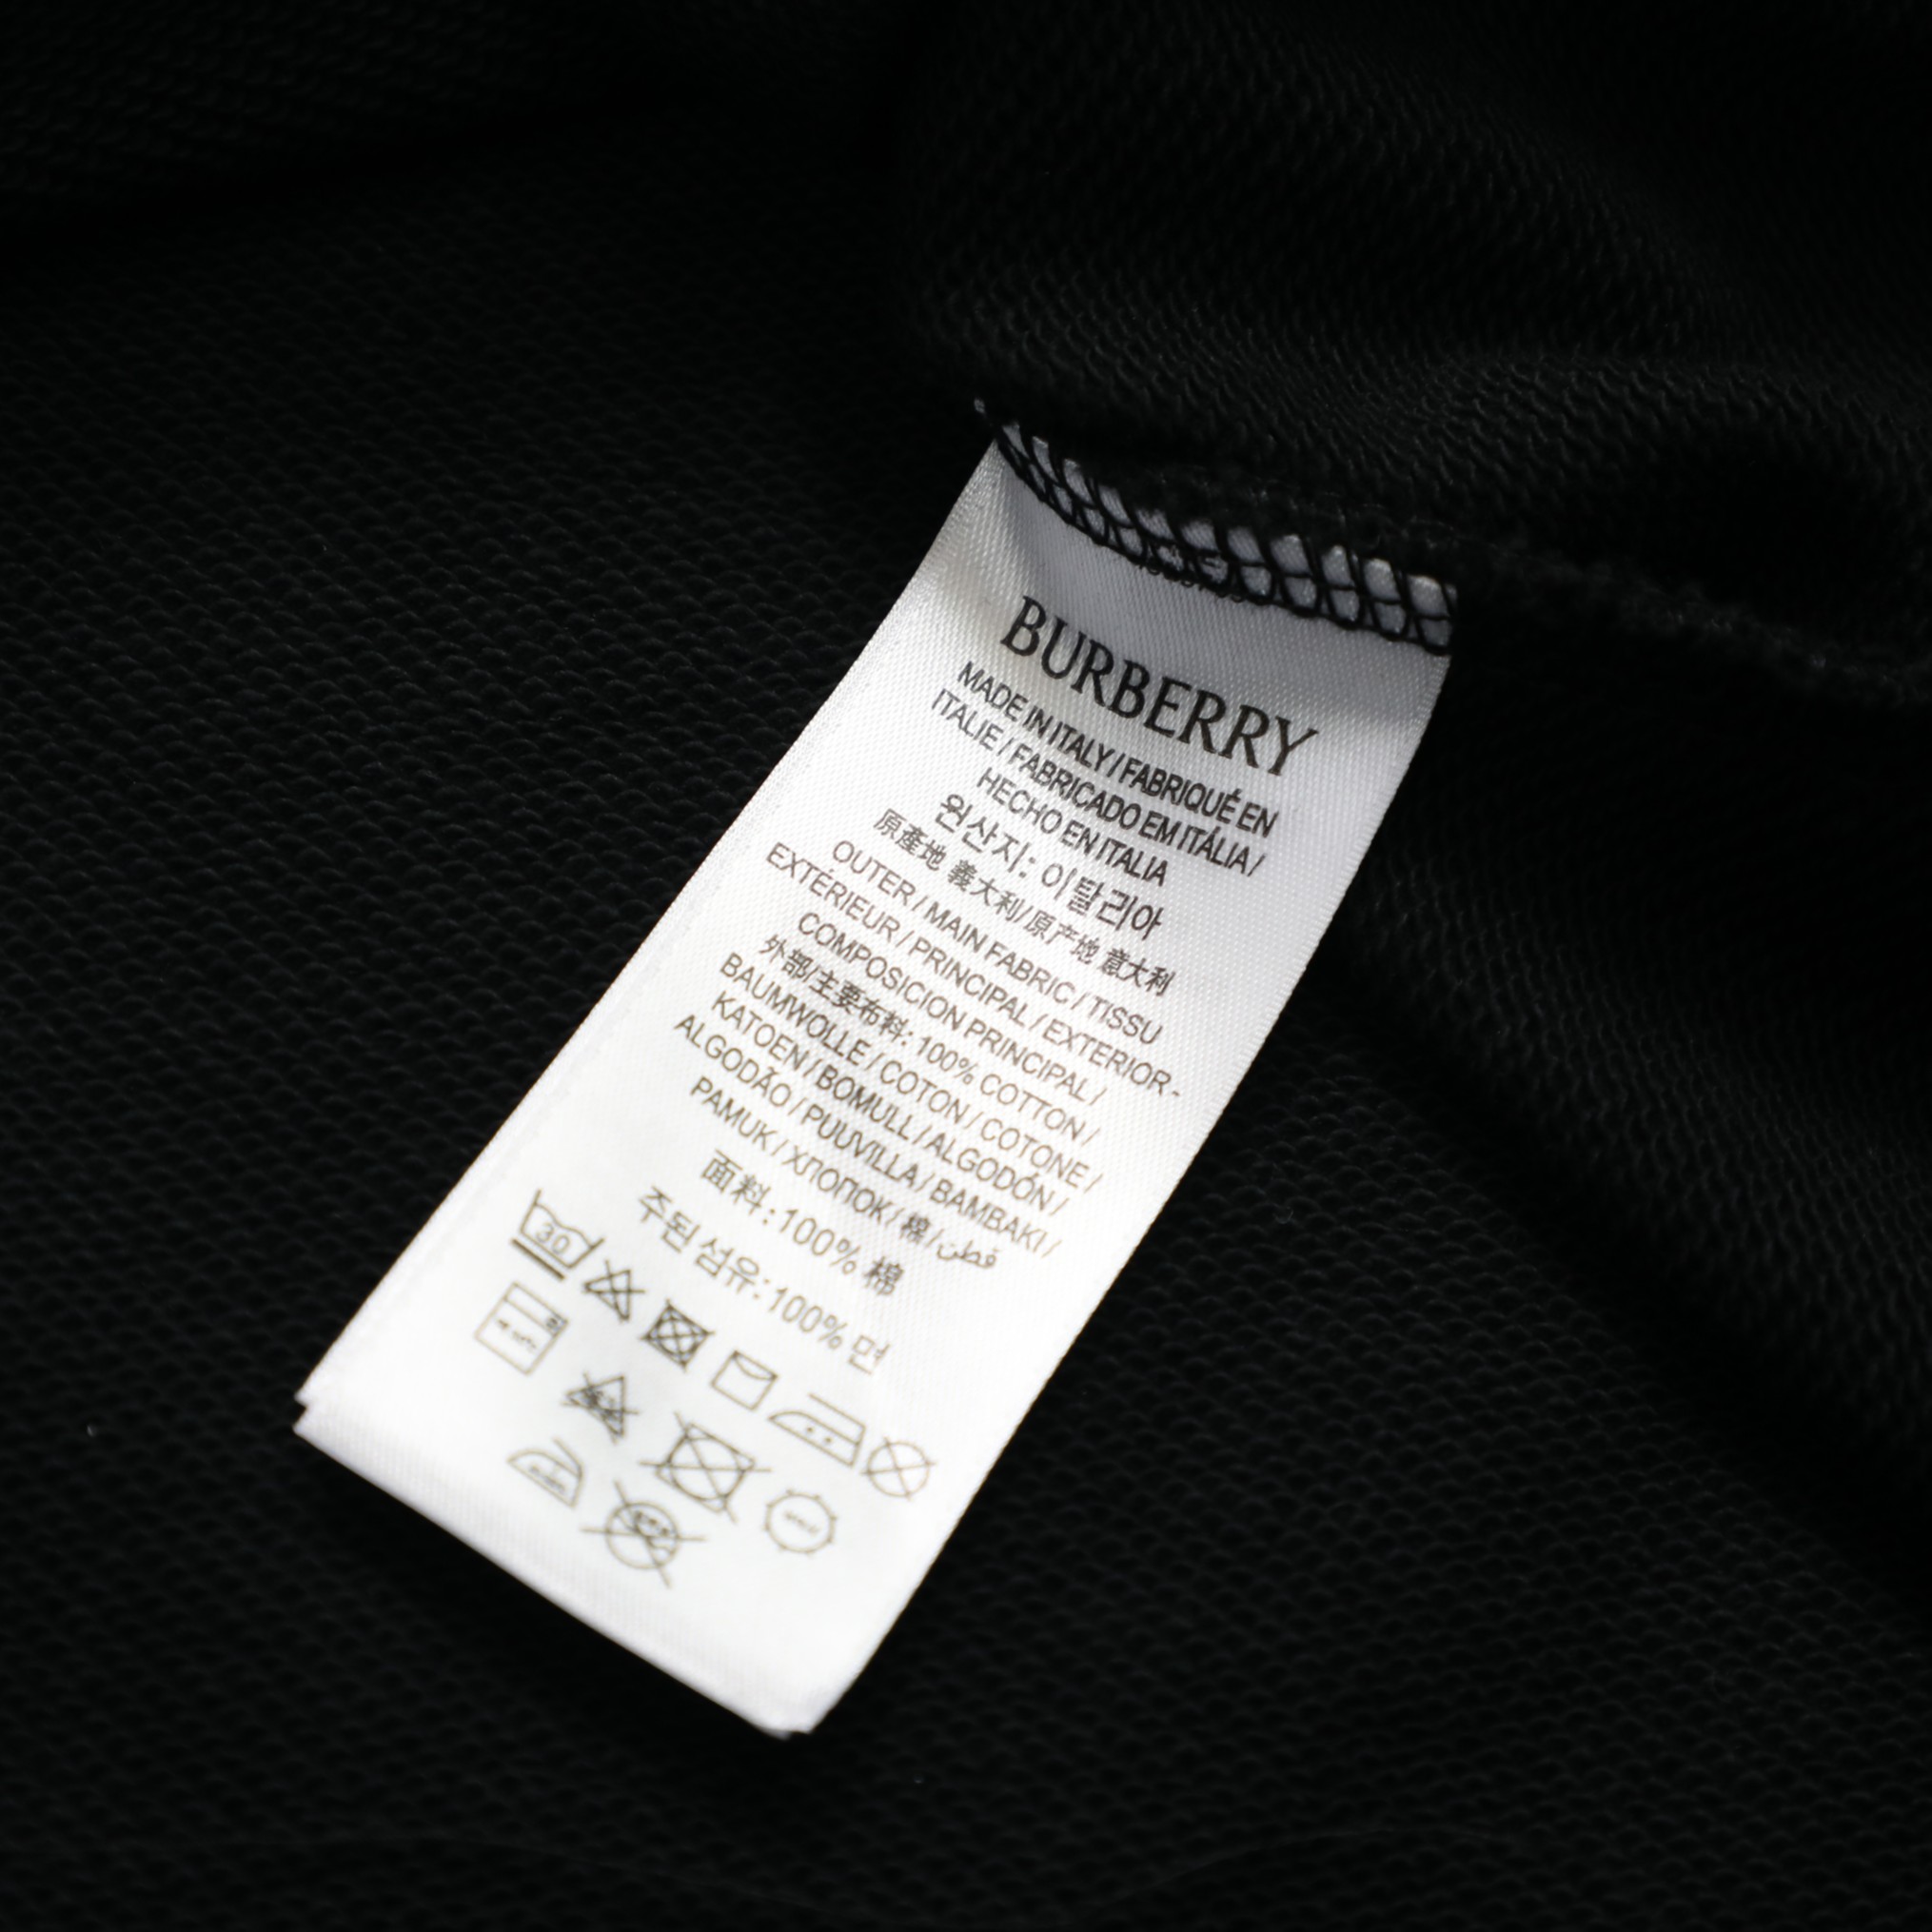 BURBERRY
MADE IN ITALY / FABRIQUÉ EN
ITALIE / FABRICADO EM ITÁLIA /
HECHO EN ITALIA
원산지: 이탈리아
原產地 義大利/原产地 意大利
OUTER / MAIN FABRIC / TISSU
EXTÉRIEUR / PRINCIPAL / EXTERIOR -
COMPOSICION PRINCIPAL /
外部/主要布料: 100% COTTON /
BAUMWOLLE / COTON / COTONE /
KATOEN / BOMULL / ALGODÓN /
ALGODÃO / PUUVILLA / BAMBAKI /
PAMUK / ХЛОПОК / 棉 / قطن
面料:100% 棉
주된 섬유:100% 면
30